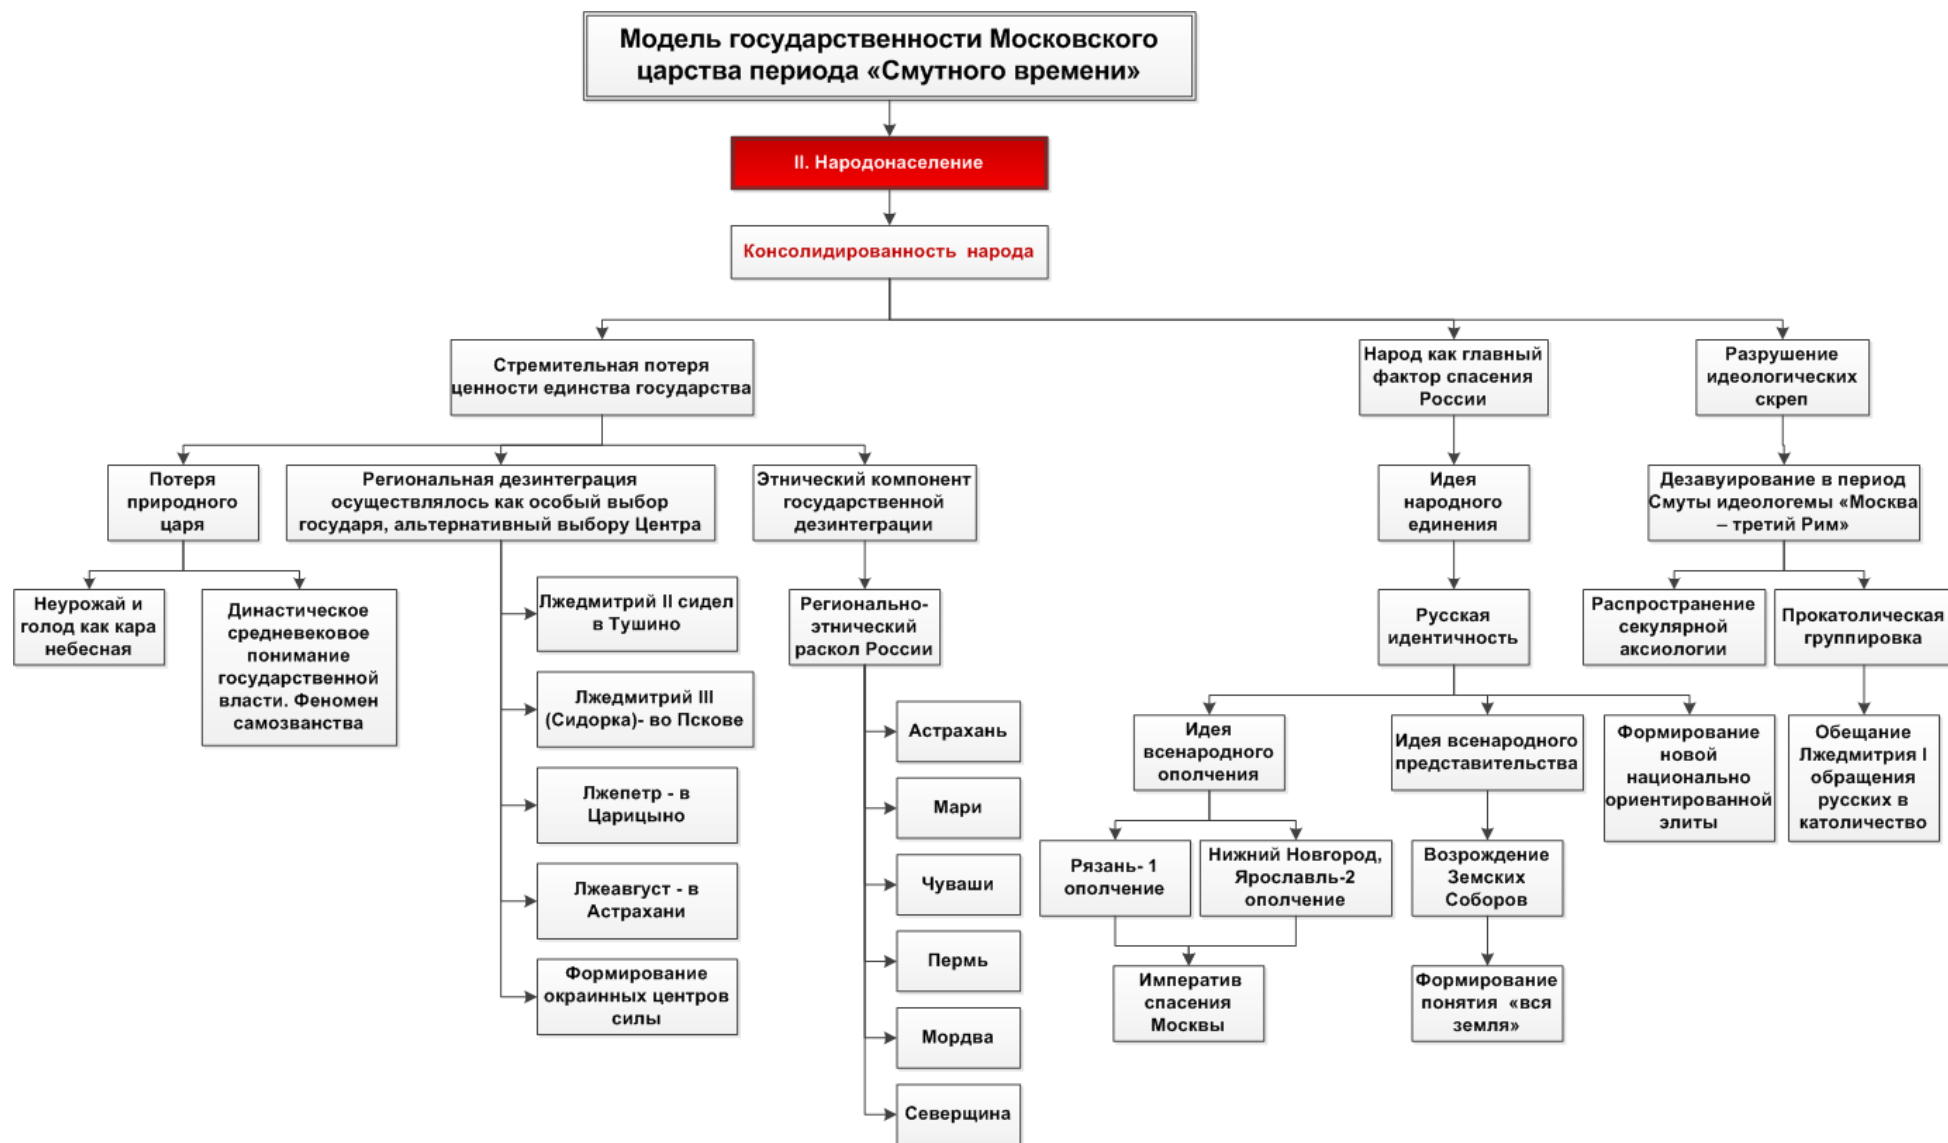 Модель государственности Московского
царства периода «Смутного времени»
II. Народонаселение
Консолидированность народа
Стремительная потеря
ценности единства государства
Народ как главный
фактор спасения
России
Разрушение
идеологических
скреп
Потеря
природного
царя
Региональная дезинтеграция
осуществлялось как особый выбор
государя, альтернативный выбору Центра
Этнический компонент
государственной
дезинтеграции
Идея
народного
единения
Дезавуирование в период
Смуты идеологемы «Москва
– третий Рим»
Неурожай и
голод как кара
небесная
Династическое
средневековое
понимание
государственной
власти. Феномен
самозванства
Лжедмитрий II сидел
в Тушино
Лжедмитрий III
(Сидорка)- во Пскове
Лжепетр - в
Царицыно
Лжеавгуст - в
Астрахани
Формирование
окраинных центров
силы
Регионально-
этнический
раскол России
Астрахань
Мари
Чуваши
Пермь
Мордва
Северщина
Русская
идентичность
Распространение
секулярной
аксиологии
Прокатолическая
группировка
Идея
всенародного
ополчения
Идея всенародного
представительства
Формирование
новой
национально
ориентированной
элиты
Обещание
Лжедмитрия I
обращения
русских в
католичество
Рязань- 1
ополчение
Нижний Новгород,
Ярославль-2
ополчение
Возрождение
Земских
Соборов
Императив
спасения
Москвы
Формирование
понятия «вся
земля»